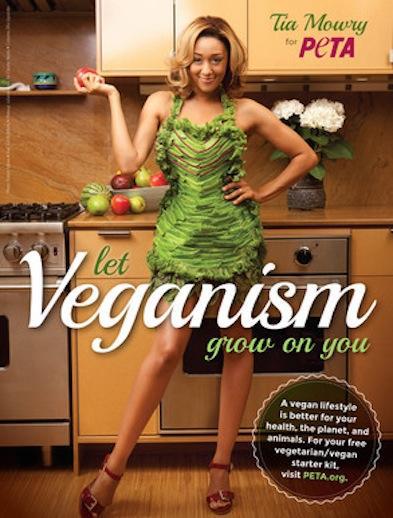 Tia Mowry
for PETA
let
Veganism
grow on you
A vegan lifestyle
is better for your
health, the planet, and
animals. For your free
vegetarian/vegan
starter kit,
visit PETA.org.